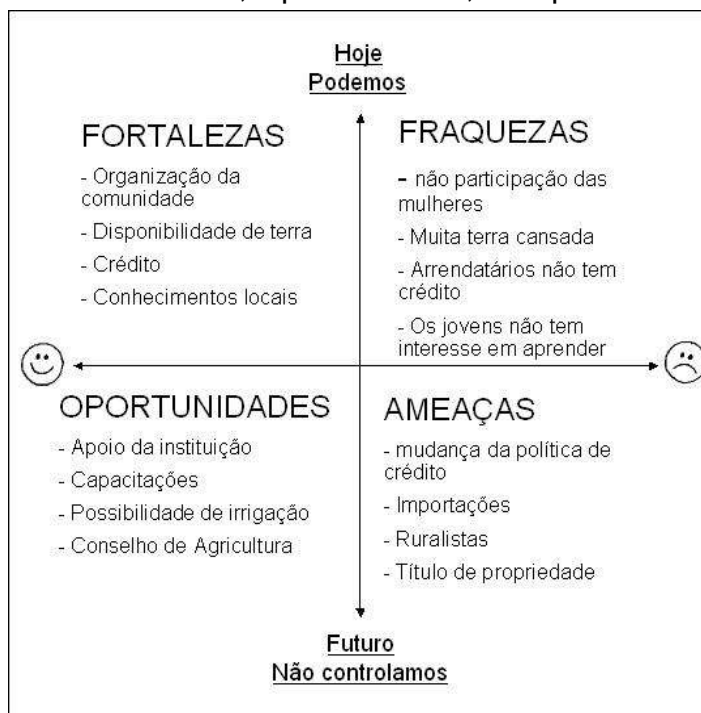 Hoje
Podemos
FORTALEZAS
- Organização da
comunidade
- Disponibilidade de terra
- Crédito
- Conhecimentos locais
FRAQUEZAS
- não participação das
mulheres
- Muita terra cansada
- Arrendatários não tem
crédito
- Os jovens não tem
interesse em aprender
OPORTUNIDADES
- Apoio da instituição
- Capacitações
- Possibilidade de irrigação
- Conselho de Agricultura
AMEAÇAS
- mudança da política de
crédito
- Importações
- Ruralistas
- Título de propriedade
Futuro
Não controlamos